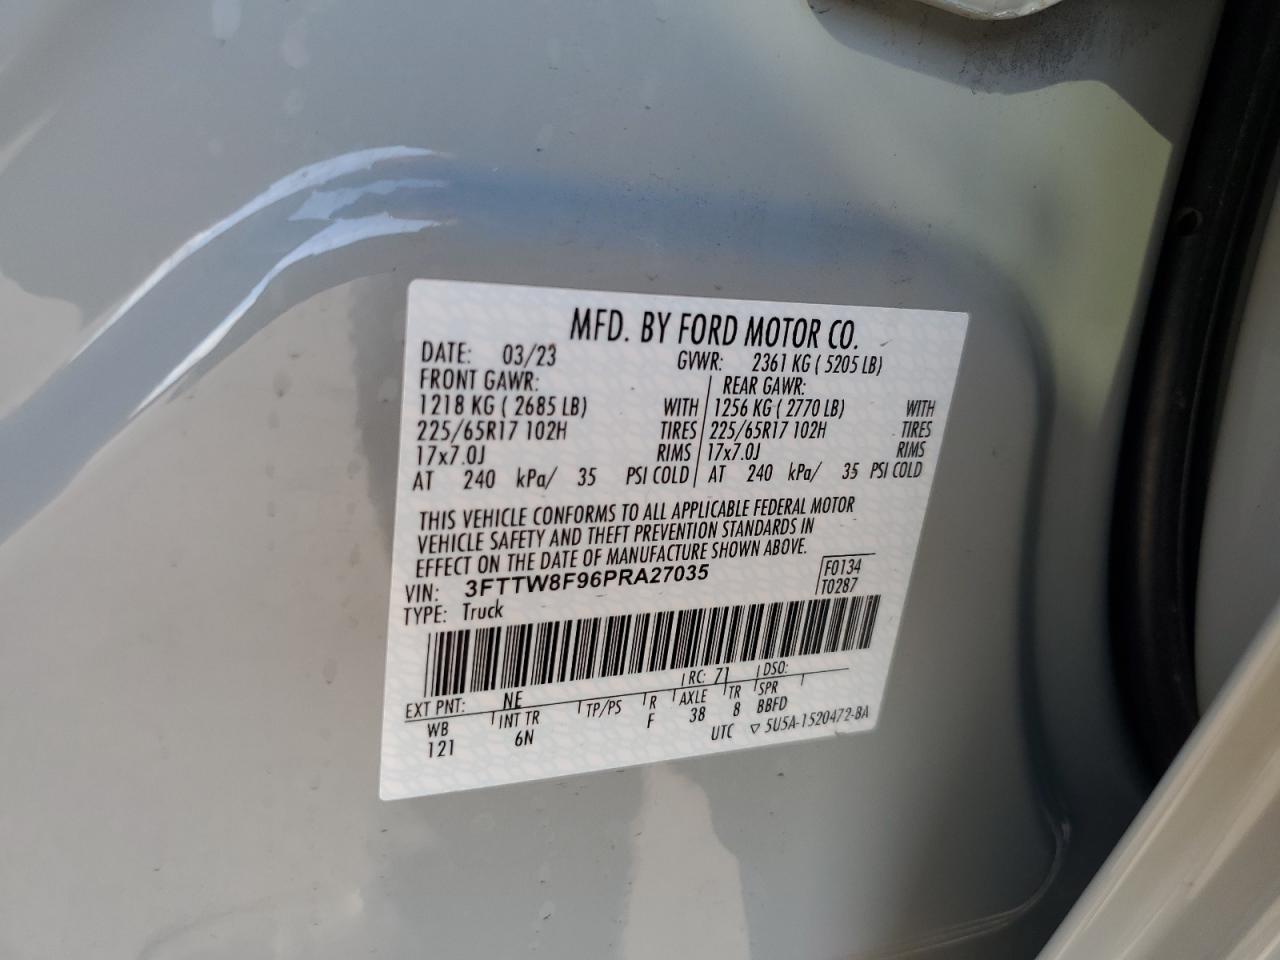 MFD. BY FORD MOTOR CO.
DATE: 03/23 GVWR: 2361 KG ( 5205 LB)
FRONT GAWR: REAR GAWR:
1218 KG ( 2685 LB) WITH 1256 KG ( 2770 LB) WITH
225/65R17 102H TIRES 225/65R17 102H TIRES
17x7.0J RIMS 17x7.0J RIMS
AT 240 kPa/ 35 PSI COLD AT 240 kPa/ 35 PSI COLD
THIS VEHICLE CONFORMS TO ALL APPLICABLE FEDERAL MOTOR
VEHICLE SAFETY AND THEFT PREVENTION STANDARDS IN
EFFECT ON THE DATE OF MANUFACTURE SHOWN ABOVE.
VIN: 3FTTW8F96PRA27035 F0134
TYPE: Truck T0287
EXT PNT: NE RC: 71 DSO:
WB INT TR TP/PS R AXLE TR SPR
121 6N F 38 8 BBFD
UTC ▽ 5U5A-1520472-BA